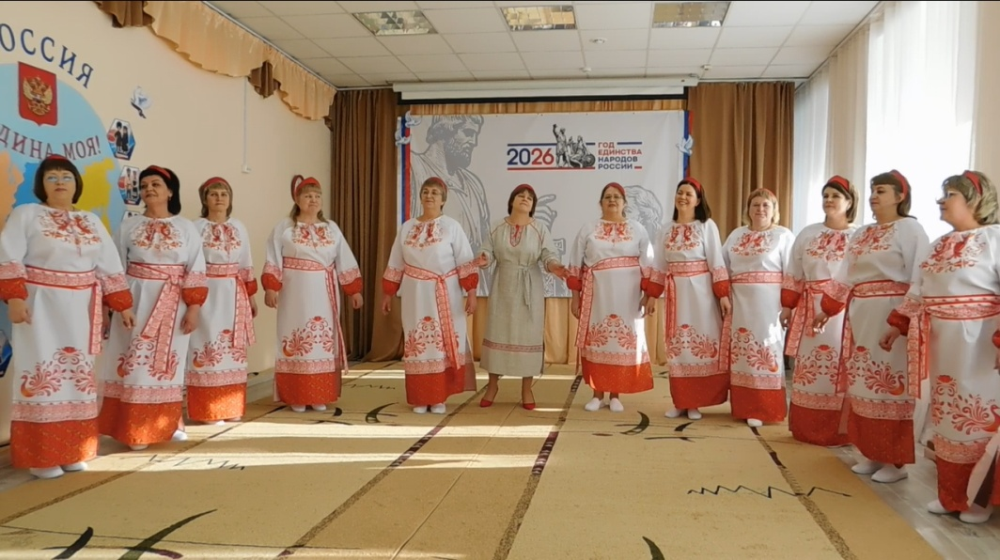 ОССИЯ
ДИНА МОЯ!
2026
ГОД
ЕДИНСТВА
НАРОДОВ
РОССИИ